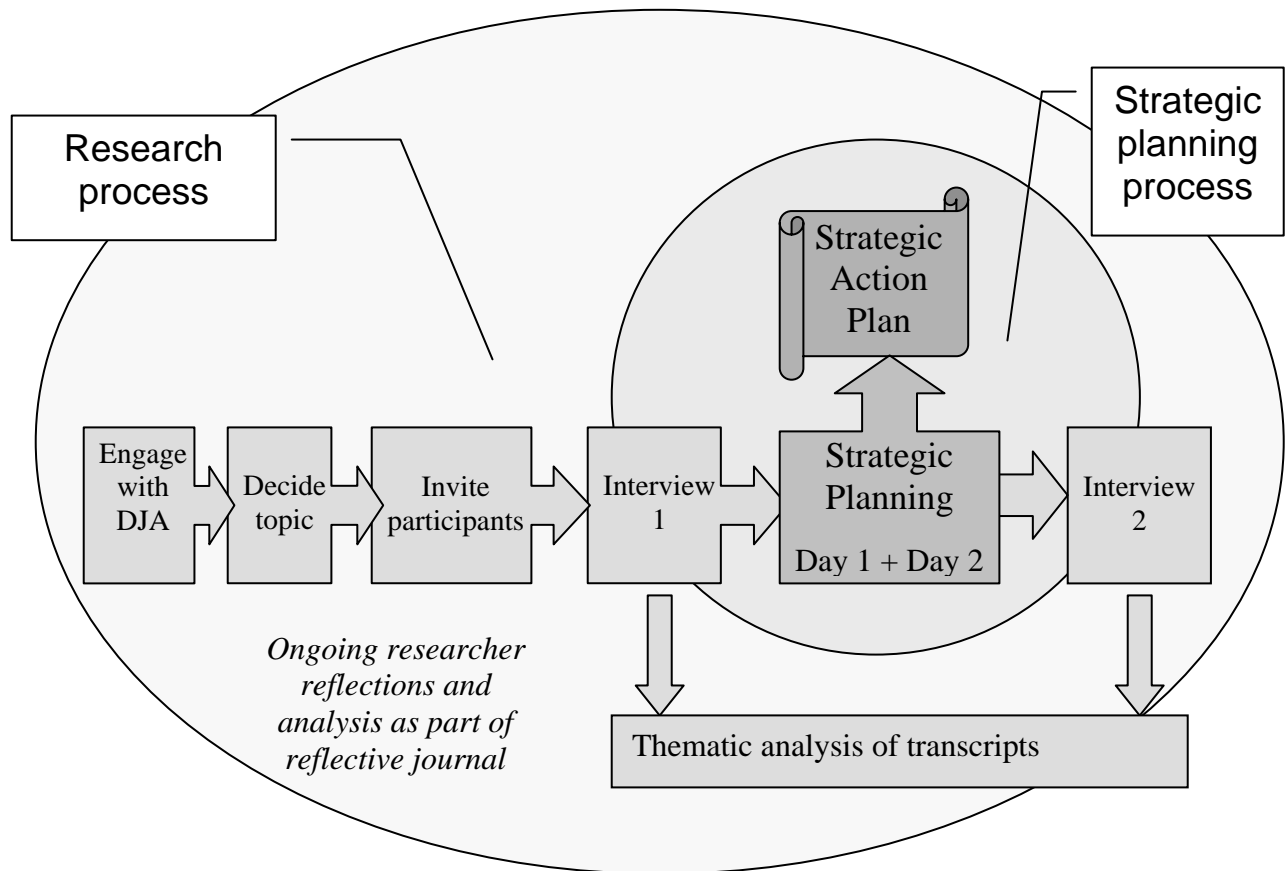 Research
process
Strategic
planning
process
Strategic
Action
Plan
Engage
with
DJA
Decide
topic
Invite
participants
Interview
1
Strategic
Planning
Day 1 + Day 2
Interview
2
Ongoing researcher
reflections and
analysis as part of
reflective journal
Thematic analysis of transcripts